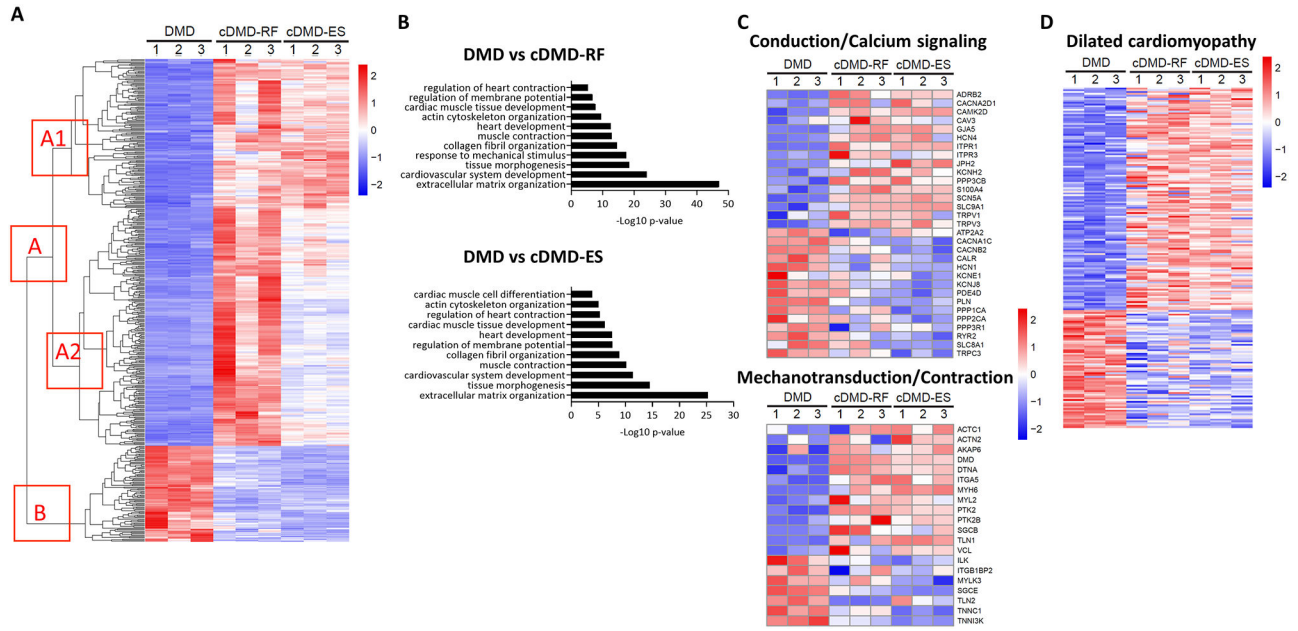 A
DMD cDMD-RF cDMD-ES
1 2 3 1 2 3 1 2 3
2
1
0
−1
−2
A1
A
A2
B
B
DMD vs cDMD-RF
regulation of heart contraction
regulation of membrane potential
cardiac muscle tissue development
actin cytoskeleton organization
heart development
muscle contraction
collagen fibril organization
response to mechanical stimulus
tissue morphogenesis
cardiovascular system development
extracellular matrix organization
0 10 20 30 40 50
-Log10 p-value
DMD vs cDMD-ES
cardiac muscle cell differentiation
actin cytoskeleton organization
regulation of heart contraction
cardiac muscle tissue development
heart development
regulation of membrane potential
collagen fibril organization
muscle contraction
cardiovascular system development
tissue morphogenesis
extracellular matrix organization
0 5 10 15 20 25 30
-Log10 p-value
C
Conduction/Calcium signaling
DMD cDMD-RF cDMD-ES
1 2 3 1 2 3 1 2 3
ADRB2
CACNA2D1
CAMK2D
CAV3
GJA5
HCN4
ITPR1
ITPR3
JPH2
KCNH2
PPP3CB
S100A4
SCN5A
SLC9A1
TRPV1
TRPV3
ATP2A2
CACNA1C
CACNB2
CALR
HCN1
KCNE1
KCNJ8
PDE4D
PLN
PPP1CA
PPP2CA
PPP3R1
RYR2
SLC8A1
TRPC3
2
1
0
−1
−2
Mechanotransduction/Contraction
DMD cDMD-RF cDMD-ES
1 2 3 1 2 3 1 2 3
ACTC1
ACTN2
AKAP6
DMD
DTNA
ITGA5
MYH6
MYL2
PTK2
PTK2B
SGCB
TLN1
VCL
ILK
ITGB1BP2
MYLK3
SGCE
TLN2
TNNC1
TNNI3K
D
Dilated cardiomyopathy
DMD cDMD-RF cDMD-ES
1 2 3 1 2 3 1 2 3
2
1
0
−1
−2